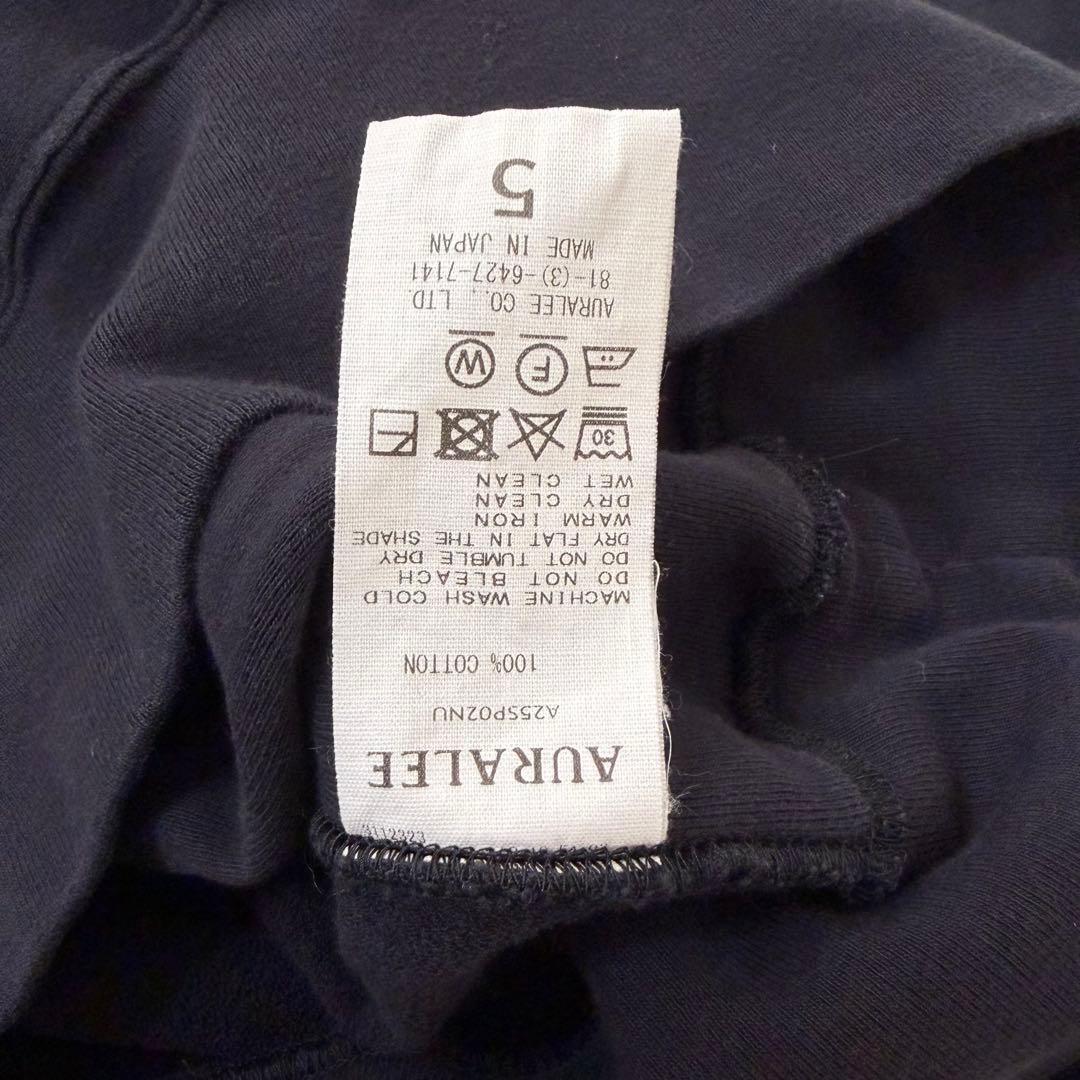 AURALEE
A25SP02NU
100% COTTON
MACHINE WASH COLD
DO NOT BLEACH
DO NOT TUMBLE DRY
DRY FLAT IN THE SHADE
WARM IRON
DRY CLEAN
WET CLEAN
30
F W
AURALEE CO., LTD.
81-(3)-6427-7141
MADE IN JAPAN
5